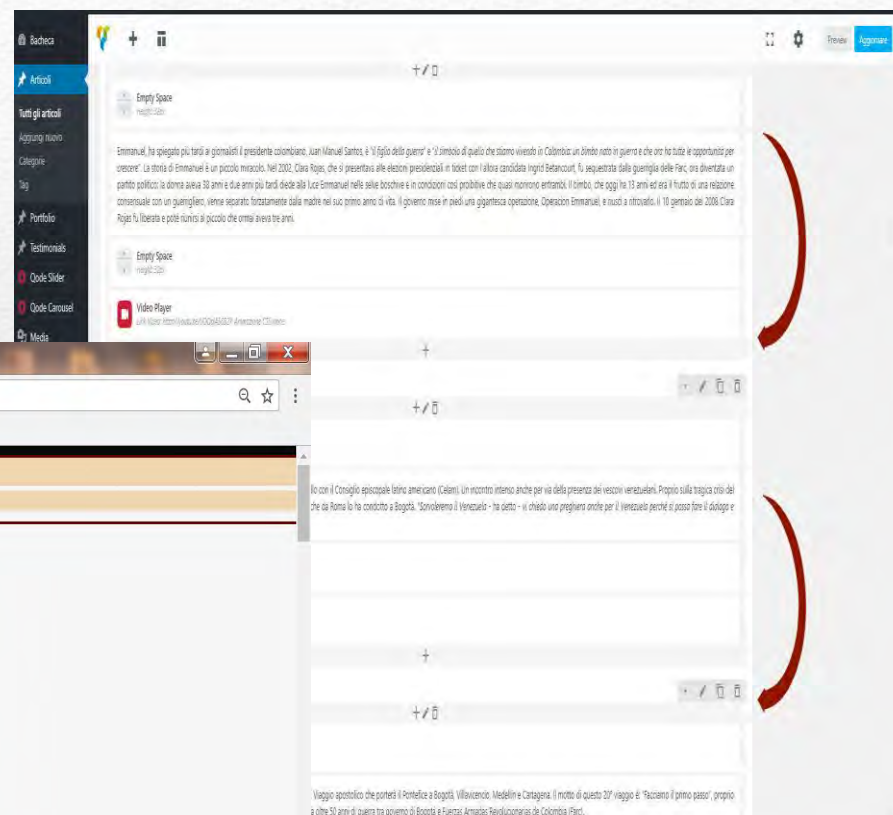 Bacheca
Preview
Aggiornare
Articoli
Tutti gli articoli
Aggiungi nuovo
Categorie
Tag
Portfolio
Testimonials
Qode Slider
Qode Carousel
Media
Empty Space
Height: 32px
Emmanuel, ha spiegato più tardi ai giornalisti il presidente colombiano, Juan Manuel Santos, è "il figlio della guerra" e "il simbolo di quello che stiamo vivendo in Colombia: un bimbo nato in guerra e che ora ha tutte le opportunità per
crescere". La storia di Emmanuel è un piccolo miracolo. Nel 2002, Clara Rojas, che si presentava alle elezioni presidenziali in ticket con l'allora candidata Ingrid Betancourt, fu sequestrata dalla guerriglia delle Farc, ora diventata un
partito politico: la donna aveva 38 anni e due anni più tardi diede alla luce Emmanuel nelle selve boschive e in condizioni così proibitive che quasi morirono entrambi. Il bimbo, che oggi ha 13 anni ed era il frutto di una relazione
consensuale con un guerrigliero, venne separato forzatamente dalla madre nel suo primo anno di vita. Il governo mise in piedi una gigantesca operazione, Operacion Emmanuel, e riuscì a ritrovarlo. Il 10 gennaio del 2008 Clara
Rojas fu liberata e poté riunirsi al piccolo che ormai aveva tre anni.
Empty Space
Height: 32px
Video Player
lo con il Consiglio episcopale latino americano (Celam). Un incontro intenso anche per via della presenza dei vescovi venezuelani. Proprio sulla tragica crisi del
che da Roma lo ha condotto a Bogotà. "Sorvoleremo il Venezuela - ha detto - vi chiedo una preghiera anche per il Venezuela perché si possa fare il dialogo e
Viaggio apostolico che porterà il Pontefice a Bogotà, Villavicencio, Medellin e Cartagena. Il motto di questo 20° viaggio è: "Facciamo il primo passo", proprio
a oltre 50 anni di guerra tra governo di Bogotà e Fuerzas Armadas Revolucionarias de Colombia (Farc).